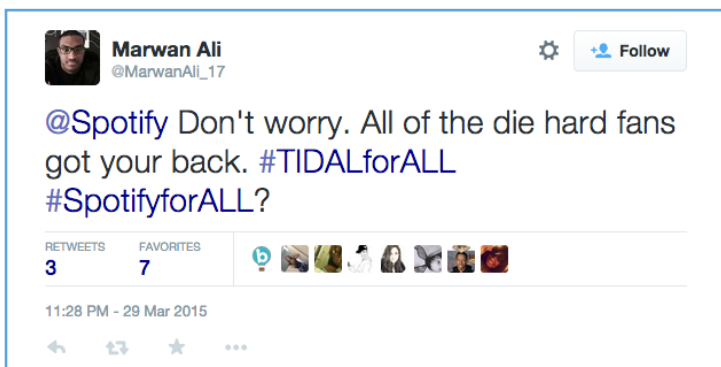 Marwan Ali
@MarwanAli_17
Follow
@Spotify Don't worry. All of the die hard fans
got your back. #TIDALforALL
#SpotifyforALL?
RETWEETS FAVORITES
3 7
b
11:28 PM - 29 Mar 2015